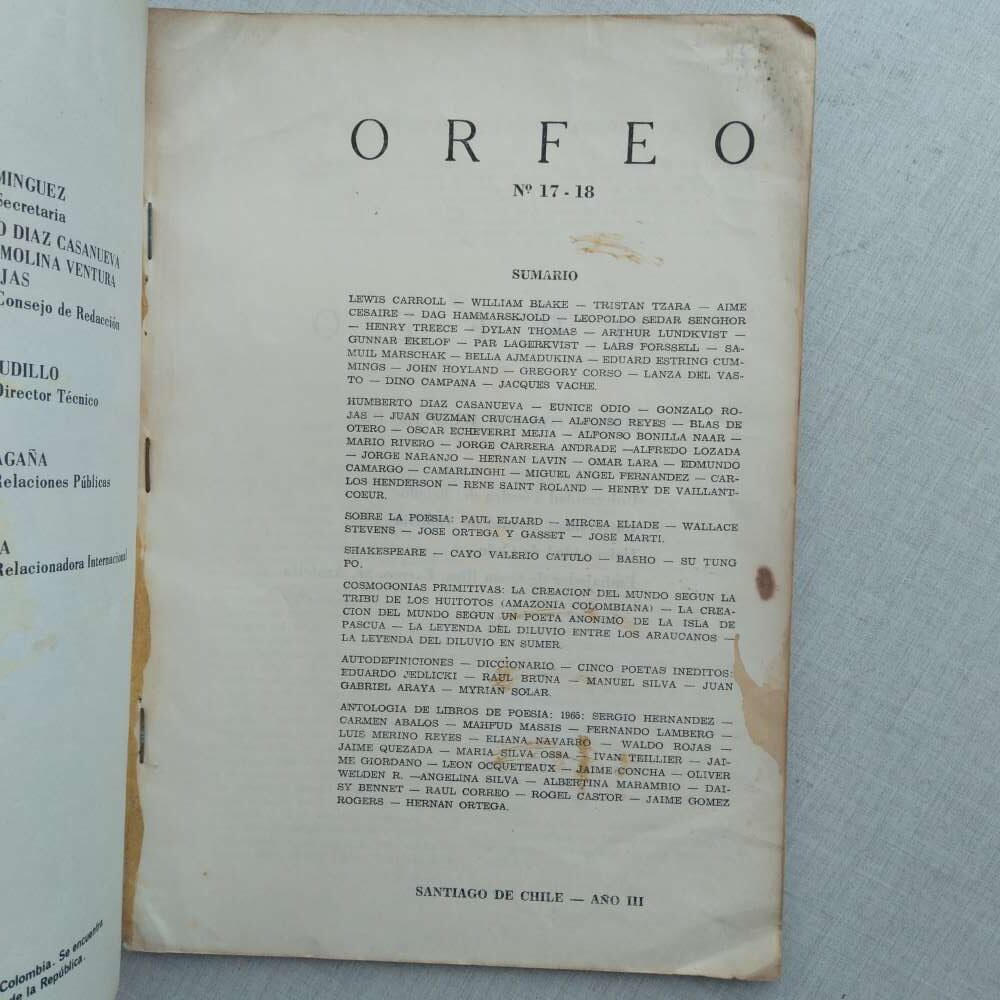 MINGUEZ
Secretaria
O DIAZ CASANUEVA
MOLINA VENTURA
JAS
Consejo de Redacción
UDILLO
Director Técnico
AGAÑA
Relaciones Públicas
A
Relacionadora Internacional
Colombia. Se encuentra
de la República.
ORFEO
Nº 17 - 18
SUMARIO
LEWIS CARROLL — WILLIAM BLAKE — TRISTAN TZARA — AIME
CESAIRE — DAG HAMMARSKJOLD — LEOPOLDO SEDAR SENGHOR
— HENRY TREECE — DYLAN THOMAS — ARTHUR LUNDKVIST —
GUNNAR EKELOF — PAR LAGERKVIST — LARS FORSSELL — SA-
MUIL MARSCHAK — BELLA AJMADUKINA — EDUARD ESTRING CUM-
MINGS — JOHN HOYLAND — GREGORY CORSO — LANZA DEL VAS-
TO — DINO CAMPANA — JACQUES VACHE.
HUMBERTO DIAZ CASANUEVA — EUNICE ODIO — GONZALO RO-
JAS — JUAN GUZMAN CRUCHAGA — ALFONSO REYES — BLAS DE
OTERO — OSCAR ECHEVERRI MEJIA — ALFONSO BONILLA NAAR —
MARIO RIVERO — JORGE CARRERA ANDRADE —ALFREDO LOZADA
— JORGE NARANJO — HERNAN LAVIN — OMAR LARA — EDMUNDO
CAMARGO — CAMARLINGHI — MIGUEL ANGEL FERNANDEZ — CAR-
LOS HENDERSON — RENE SAINT ROLAND — HENRY DE VAILLANT-
COEUR.
SOBRE LA POESIA: PAUL ELUARD — MIRCEA ELIADE — WALLACE
STEVENS — JOSE ORTEGA Y GASSET — JOSE MARTI.
SHAKESPEARE — CAYO VALERIO CATULO — BASHO — SU TUNG
PO.
COSMOGONIAS PRIMITIVAS: LA CREACION DEL MUNDO SEGUN LA
TRIBU DE LOS HUITOTOS (AMAZONIA COLOMBIANA) — LA CREA-
CION DEL MUNDO SEGUN UN POETA ANONIMO DE LA ISLA DE
PASCUA — LA LEYENDA DEL DILUVIO ENTRE LOS ARAUCANOS —
LA LEYENDA DEL DILUVIO EN SUMER.
AUTODEFINICIONES — DICCIONARIO — CINCO POETAS INEDITOS:
EDUARDO JEDLICKI — RAUL BRUNA — MANUEL SILVA — JUAN
GABRIEL ARAYA — MYRIAN SOLAR.
ANTOLOGIA DE LIBROS DE POESIA: 1965: SERGIO HERNANDEZ —
CARMEN ABALOS — MAHFUD MASSIS — FERNANDO LAMBERG —
LUIS MERINO REYES — ELIANA NAVARRO — WALDO ROJAS —
JAIME QUEZADA — MARIA SILVA OSSA — IVAN TEILLIER — JAI-
ME GIORDANO — LEON OCQUETEAUX — JAIME CONCHA — OLIVER
WELDEN R. —ANGELINA SILVA — ALBERTINA MARAMBIO — DAI-
SY BENNET — RAUL CORREO — ROGEL CASTOR — JAIME GOMEZ
ROGERS — HERNAN ORTEGA.
SANTIAGO DE CHILE — AÑO III